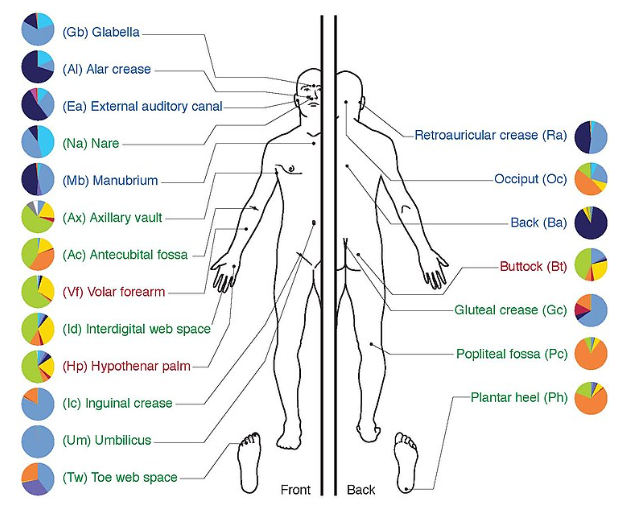 (Gb) Glabella
(Al) Alar crease
(Ea) External auditory canal
(Na) Nare
(Mb) Manubrium
(Ax) Axillary vault
(Ac) Antecubital fossa
(Vf) Volar forearm
(Id) Interdigital web space
(Hp) Hypothenar palm
(Ic) Inguinal crease
(Um) Umbilicus
(Tw) Toe web space
Front
Back
Retroauricular crease (Ra)
Occiput (Oc)
Back (Ba)
Buttock (Bt)
Gluteal crease (Gc)
Popliteal fossa (Pc)
Plantar heel (Ph)